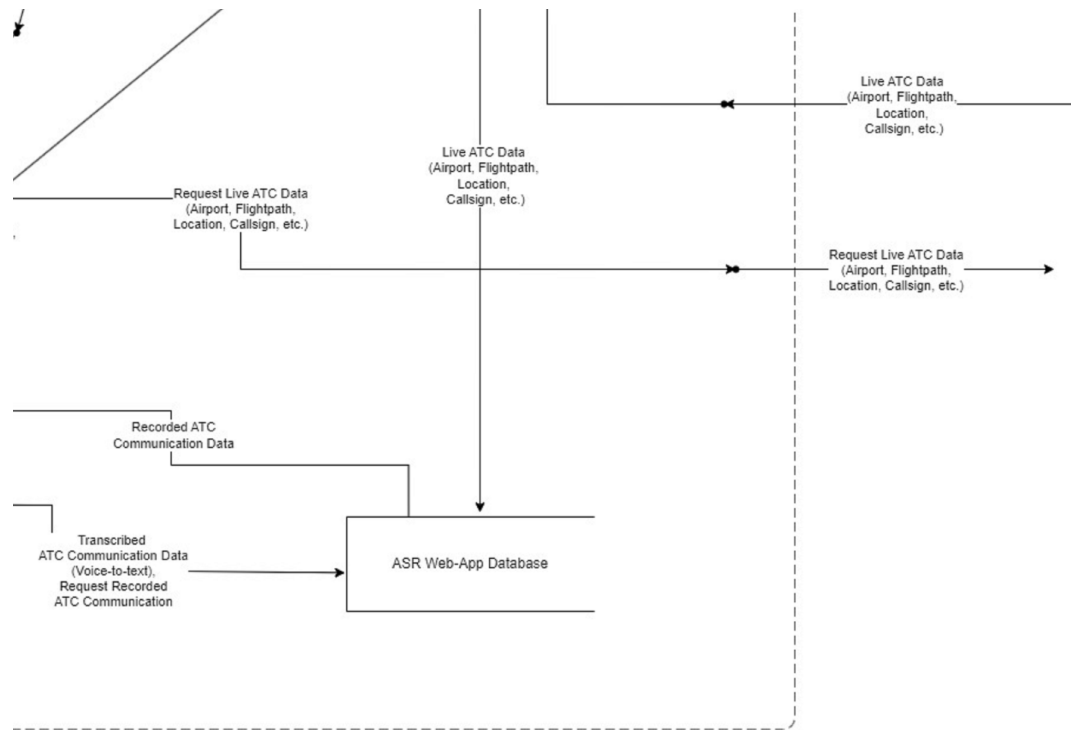 Live ATC Data
(Airport, Flightpath,
Location,
Callsign, etc.)
Live ATC Data
(Airport, Flightpath,
Location,
Callsign, etc.)
Request Live ATC Data
(Airport, Flightpath,
Location, Callsign, etc.)
Request Live ATC Data
(Airport, Flightpath,
Location, Callsign, etc.)
Recorded ATC
Communication Data
Transcribed
ATC Communication Data
(Voice-to-text),
Request Recorded
ATC Communication
ASR Web-App Database